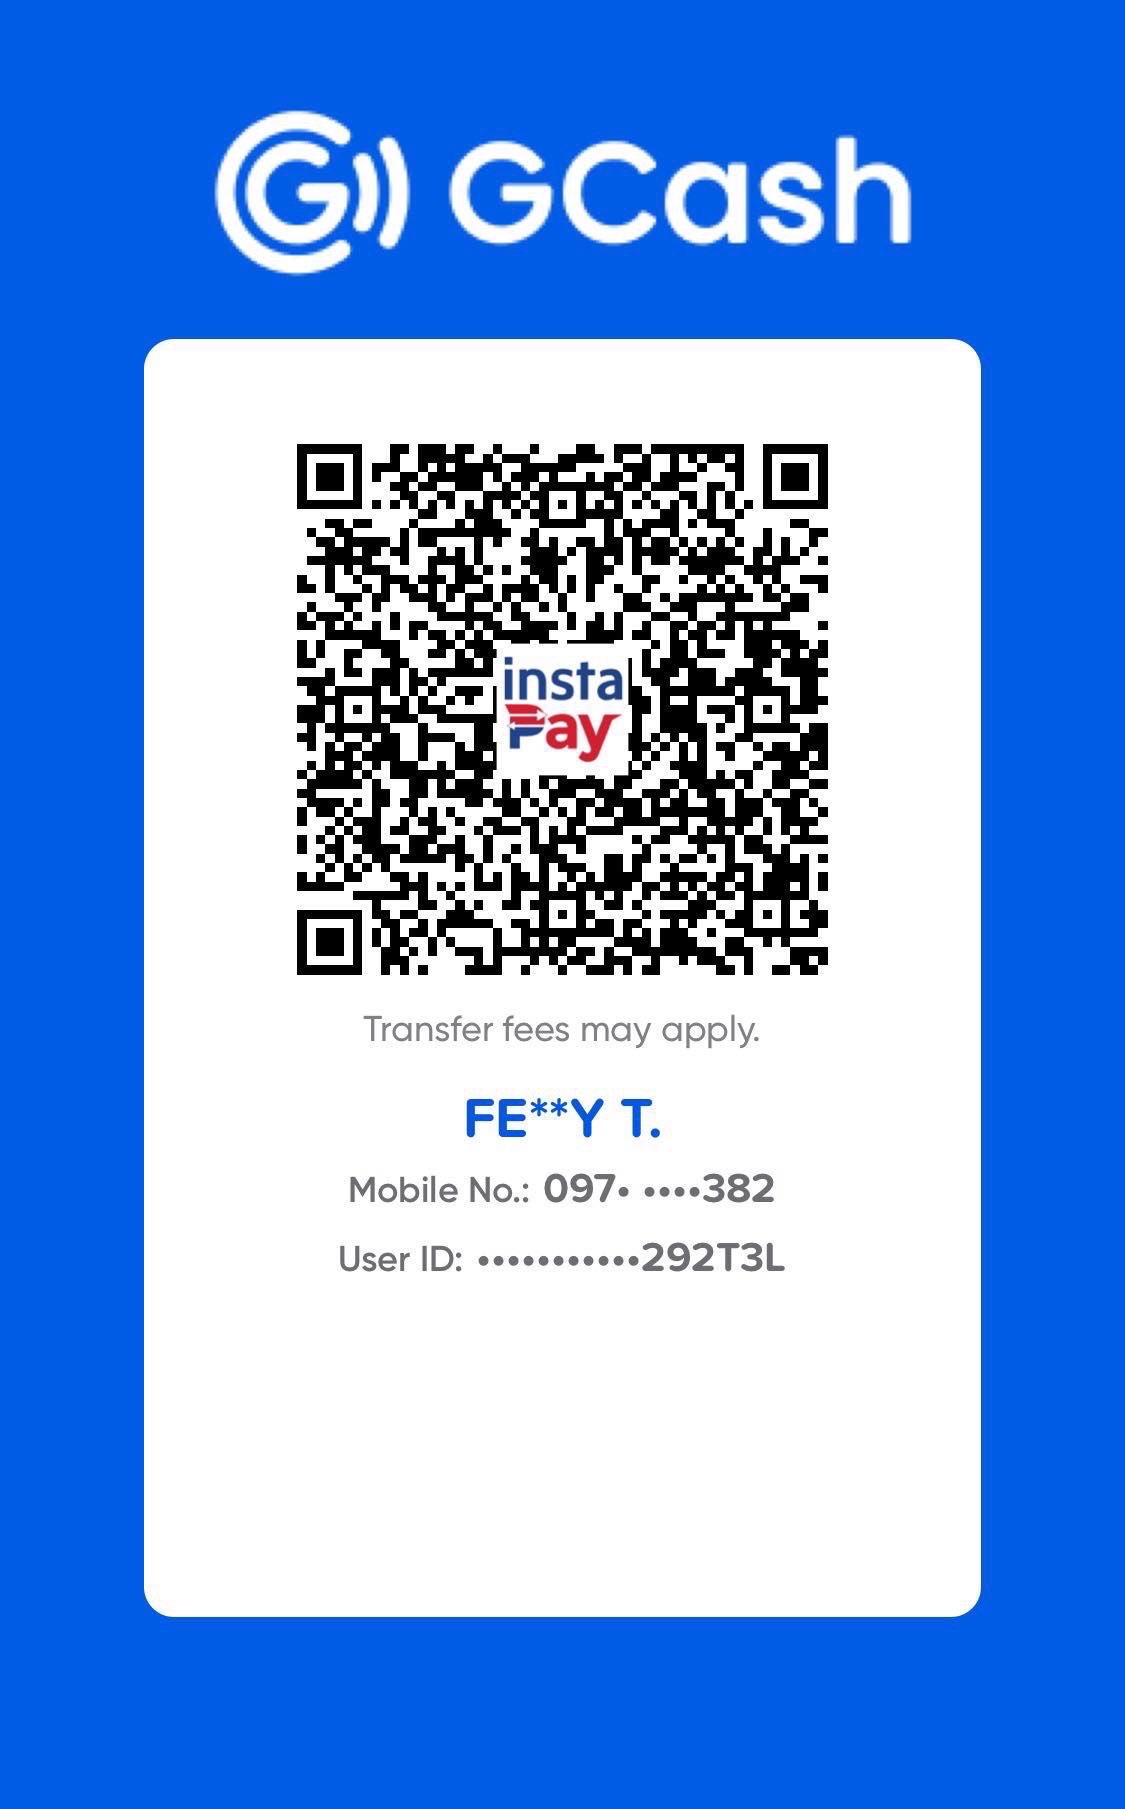 GCash
insta
Pay
Transfer fees may apply.
FE**Y T.
Mobile No.: 097• ••••382
User ID: •••••••••••292T3L